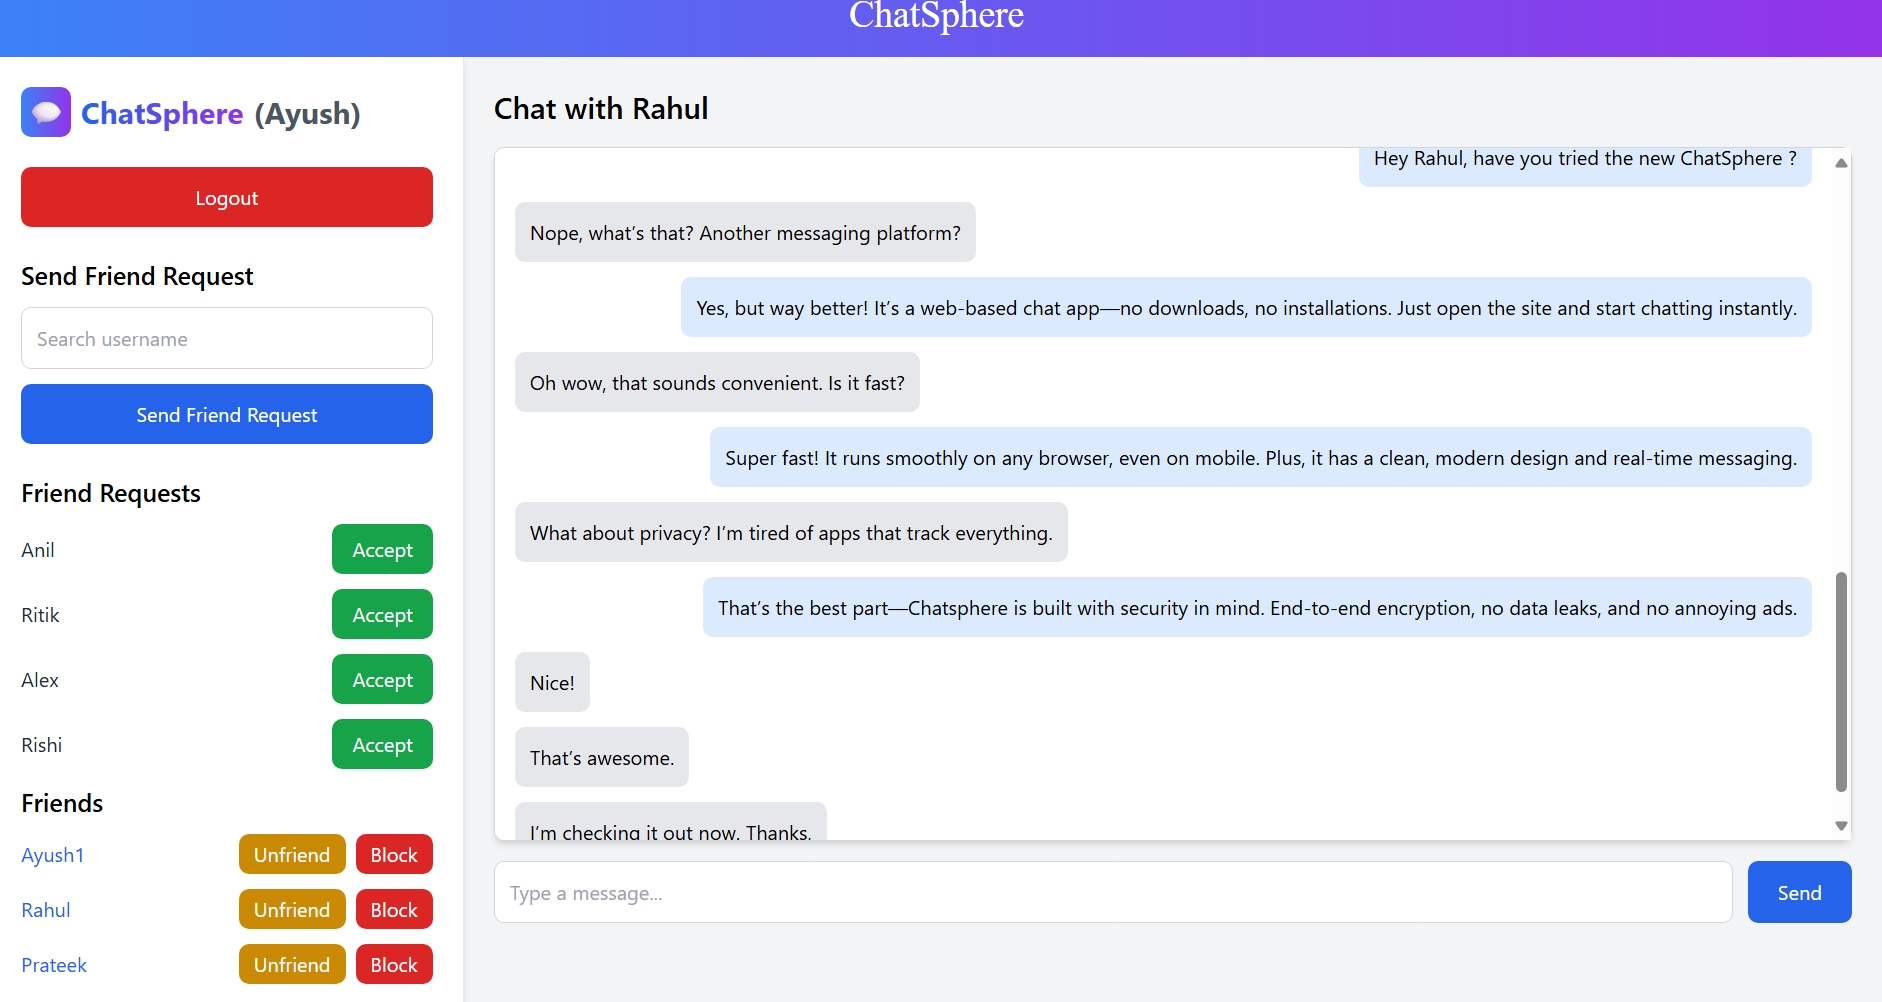 ChatSphere
ChatSphere (Ayush)
Logout
Send Friend Request
Search username
Send Friend Request
Friend Requests
Anil Accept
Ritik Accept
Alex Accept
Rishi Accept
Friends
Ayush1 Unfriend Block
Rahul Unfriend Block
Prateek Unfriend Block
Chat with Rahul
Hey Rahul, have you tried the new ChatSphere ?
Nope, what’s that? Another messaging platform?
Yes, but way better! It’s a web-based chat app—no downloads, no installations. Just open the site and start chatting instantly.
Oh wow, that sounds convenient. Is it fast?
Super fast! It runs smoothly on any browser, even on mobile. Plus, it has a clean, modern design and real-time messaging.
What about privacy? I’m tired of apps that track everything.
That’s the best part—Chatsphere is built with security in mind. End-to-end encryption, no data leaks, and no annoying ads.
Nice!
That’s awesome.
I’m checking it out now. Thanks.
Type a message...
Send